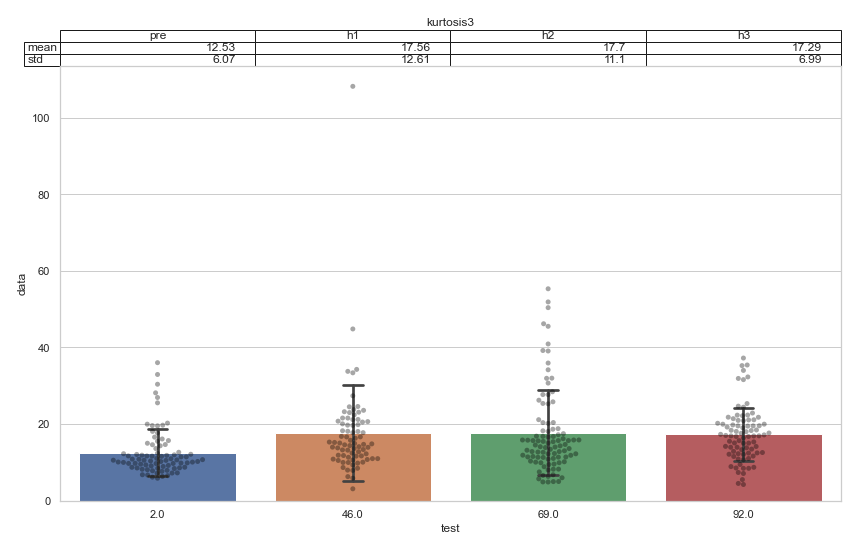 kurtosis3
pre h1 h2 h3
mean 12.53 17.56 17.7 17.29
std 6.07 12.61 11.1 6.99
100
80
60
40
20
0
data
2.0 46.0 69.0 92.0
test